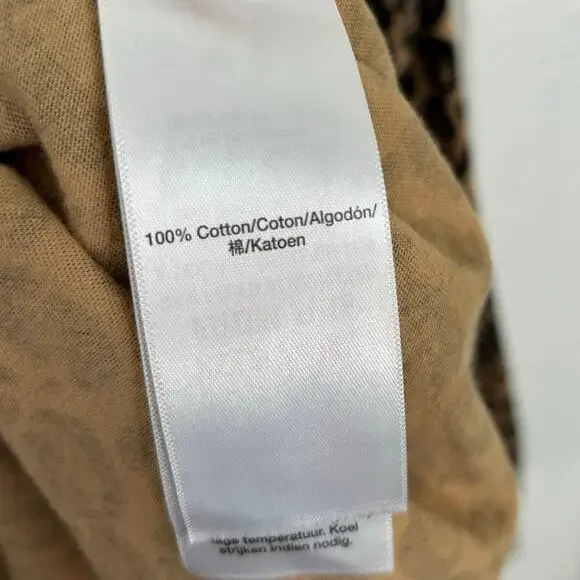 100% Cotton/Coton/Algodón/
棉/Katoen
lage temperatuur. Koel
strijken indien nodig.